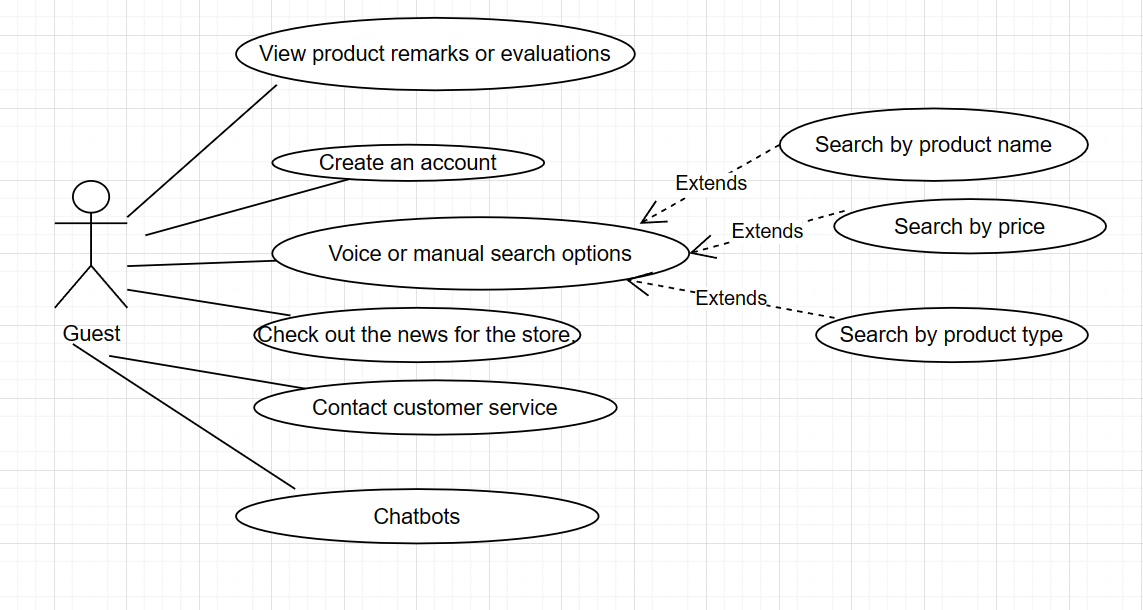 View product remarks or evaluations
Create an account
Voice or manual search options
Check out the news for the store.
Contact customer service
Chatbots
Guest
Extends
Extends
Extends
Search by product name
Search by price
Search by product type